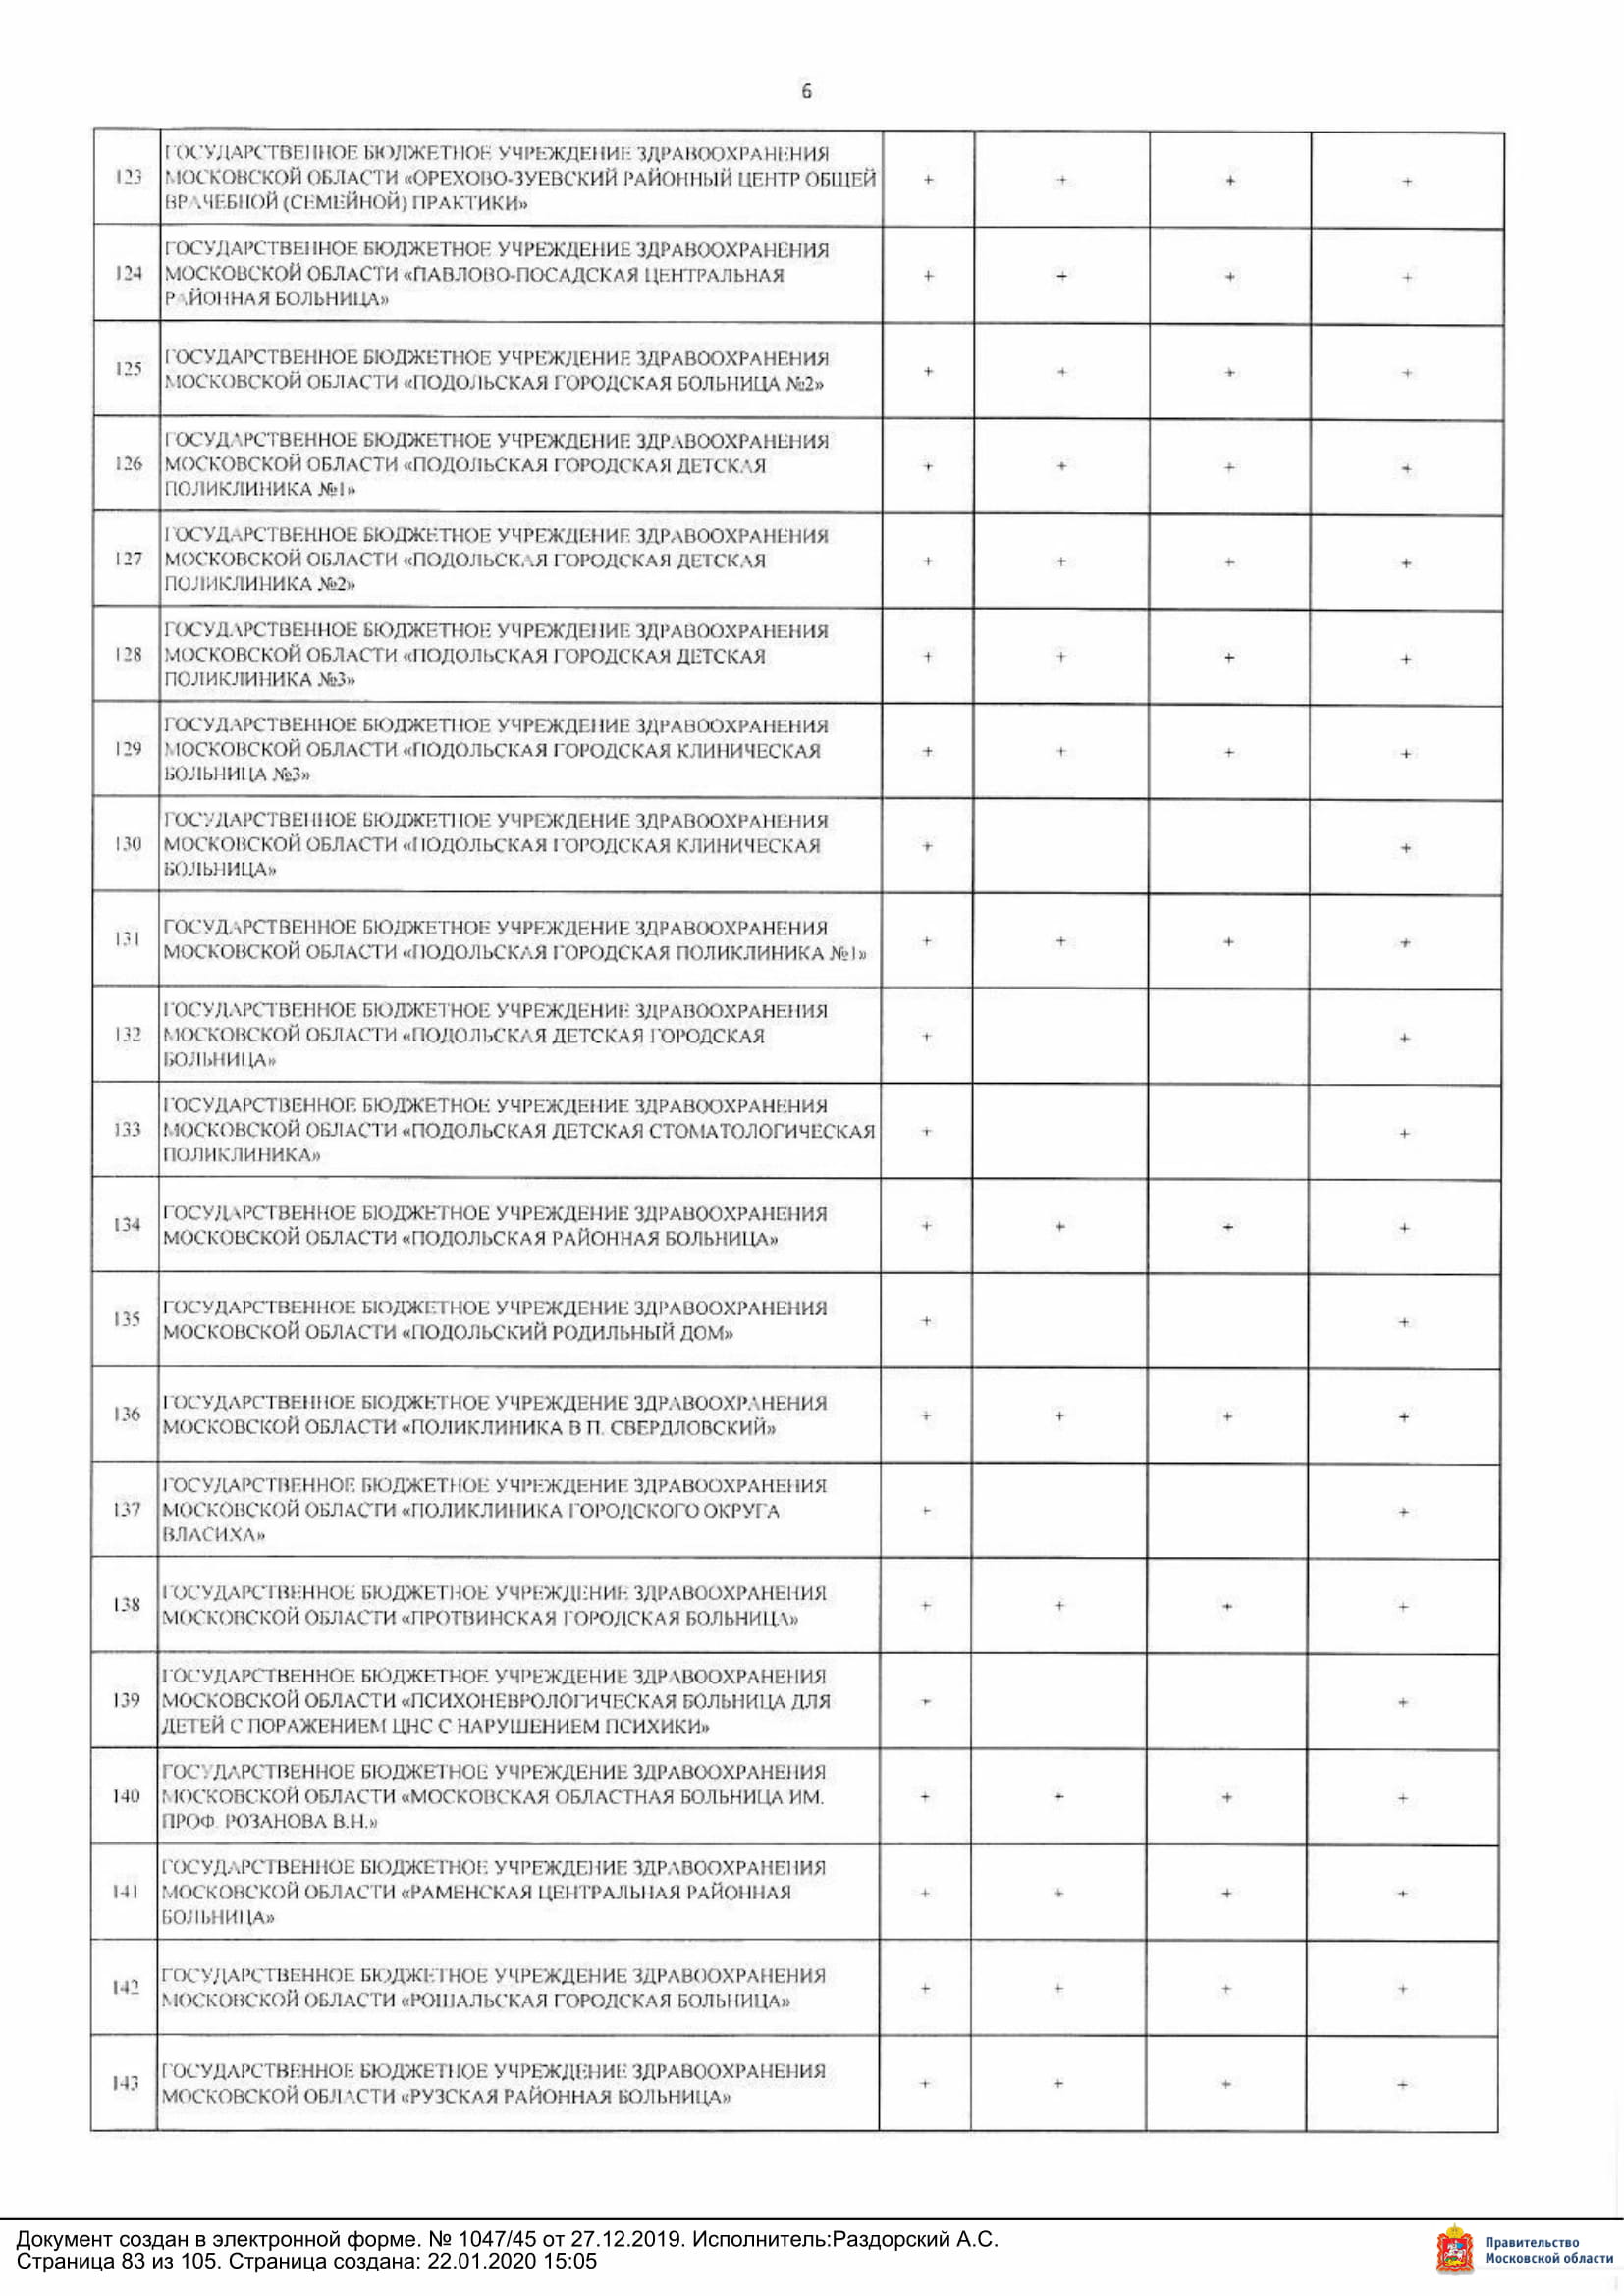 6
123
ГОСУДАРСТВЕННОЕ БЮДЖЕТНОЕ УЧРЕЖДЕНИЕ ЗДРАВООХРАНЕНИЯ
МОСКОВСКОЙ ОБЛАСТИ «ОРЕХОВО-ЗУЕВСКИЙ РАЙОННЫЙ ЦЕНТР ОБЩЕЙ
ВРАЧЕБНОЙ (СЕМЕЙНОЙ) ПРАКТИКИ»
+ + + +
124
ГОСУДАРСТВЕННОЕ БЮДЖЕТНОЕ УЧРЕЖДЕНИЕ ЗДРАВООХРАНЕНИЯ
МОСКОВСКОЙ ОБЛАСТИ «ПАВЛОВО-ПОСАДСКАЯ ЦЕНТРАЛЬНАЯ
РАЙОННАЯ БОЛЬНИЦА»
+ + + +
125
ГОСУДАРСТВЕННОЕ БЮДЖЕТНОЕ УЧРЕЖДЕНИЕ ЗДРАВООХРАНЕНИЯ
МОСКОВСКОЙ ОБЛАСТИ «ПОДОЛЬСКАЯ ГОРОДСКАЯ БОЛЬНИЦА №2»
+ + + +
126
ГОСУДАРСТВЕННОЕ БЮДЖЕТНОЕ УЧРЕЖДЕНИЕ ЗДРАВООХРАНЕНИЯ
МОСКОВСКОЙ ОБЛАСТИ «ПОДОЛЬСКАЯ ГОРОДСКАЯ ДЕТСКАЯ
ПОЛИКЛИНИКА №1»
+ + + +
127
ГОСУДАРСТВЕННОЕ БЮДЖЕТНОЕ УЧРЕЖДЕНИЕ ЗДРАВООХРАНЕНИЯ
МОСКОВСКОЙ ОБЛАСТИ «ПОДОЛЬСКАЯ ГОРОДСКАЯ ДЕТСКАЯ
ПОЛИКЛИНИКА №2»
+ + + +
128
ГОСУДАРСТВЕННОЕ БЮДЖЕТНОЕ УЧРЕЖДЕНИЕ ЗДРАВООХРАНЕНИЯ
МОСКОВСКОЙ ОБЛАСТИ «ПОДОЛЬСКАЯ ГОРОДСКАЯ ДЕТСКАЯ
ПОЛИКЛИНИКА №3»
+ + + +
129
ГОСУДАРСТВЕННОЕ БЮДЖЕТНОЕ УЧРЕЖДЕНИЕ ЗДРАВООХРАНЕНИЯ
МОСКОВСКОЙ ОБЛАСТИ «ПОДОЛЬСКАЯ ГОРОДСКАЯ КЛИНИЧЕСКАЯ
БОЛЬНИЦА №3»
+ + + +
130
ГОСУДАРСТВЕННОЕ БЮДЖЕТНОЕ УЧРЕЖДЕНИЕ ЗДРАВООХРАНЕНИЯ
МОСКОВСКОЙ ОБЛАСТИ «ПОДОЛЬСКАЯ ГОРОДСКАЯ КЛИНИЧЕСКАЯ
БОЛЬНИЦА»
+ +
131
ГОСУДАРСТВЕННОЕ БЮДЖЕТНОЕ УЧРЕЖДЕНИЕ ЗДРАВООХРАНЕНИЯ
МОСКОВСКОЙ ОБЛАСТИ «ПОДОЛЬСКАЯ ГОРОДСКАЯ ПОЛИКЛИНИКА №1»
+ + + +
132
ГОСУДАРСТВЕННОЕ БЮДЖЕТНОЕ УЧРЕЖДЕНИЕ ЗДРАВООХРАНЕНИЯ
МОСКОВСКОЙ ОБЛАСТИ «ПОДОЛЬСКАЯ ДЕТСКАЯ ГОРОДСКАЯ
БОЛЬНИЦА»
+ +
133
ГОСУДАРСТВЕННОЕ БЮДЖЕТНОЕ УЧРЕЖДЕНИЕ ЗДРАВООХРАНЕНИЯ
МОСКОВСКОЙ ОБЛАСТИ «ПОДОЛЬСКАЯ ДЕТСКАЯ СТОМАТОЛОГИЧЕСКАЯ
ПОЛИКЛИНИКА»
+ +
134
ГОСУДАРСТВЕННОЕ БЮДЖЕТНОЕ УЧРЕЖДЕНИЕ ЗДРАВООХРАНЕНИЯ
МОСКОВСКОЙ ОБЛАСТИ «ПОДОЛЬСКАЯ РАЙОННАЯ БОЛЬНИЦА»
+ + + +
135
ГОСУДАРСТВЕННОЕ БЮДЖЕТНОЕ УЧРЕЖДЕНИЕ ЗДРАВООХРАНЕНИЯ
МОСКОВСКОЙ ОБЛАСТИ «ПОДОЛЬСКИЙ РОДИЛЬНЫЙ ДОМ»
+ +
136
ГОСУДАРСТВЕННОЕ БЮДЖЕТНОЕ УЧРЕЖДЕНИЕ ЗДРАВООХРАНЕНИЯ
МОСКОВСКОЙ ОБЛАСТИ «ПОЛИКЛИНИКА В П. СВЕРДЛОВСКИЙ»
+ + + +
137
ГОСУДАРСТВЕННОЕ БЮДЖЕТНОЕ УЧРЕЖДЕНИЕ ЗДРАВООХРАНЕНИЯ
МОСКОВСКОЙ ОБЛАСТИ «ПОЛИКЛИНИКА ГОРОДСКОГО ОКРУГА
ВЛАСИХА»
+ +
138
ГОСУДАРСТВЕННОЕ БЮДЖЕТНОЕ УЧРЕЖДЕНИЕ ЗДРАВООХРАНЕНИЯ
МОСКОВСКОЙ ОБЛАСТИ «ПРОТВИНСКАЯ ГОРОДСКАЯ БОЛЬНИЦА»
+ + + +
139
ГОСУДАРСТВЕННОЕ БЮДЖЕТНОЕ УЧРЕЖДЕНИЕ ЗДРАВООХРАНЕНИЯ
МОСКОВСКОЙ ОБЛАСТИ «ПСИХОНЕВРОЛОГИЧЕСКАЯ БОЛЬНИЦА ДЛЯ
ДЕТЕЙ С ПОРАЖЕНИЕМ ЦНС С НАРУШЕНИЕМ ПСИХИКИ»
+ +
140
ГОСУДАРСТВЕННОЕ БЮДЖЕТНОЕ УЧРЕЖДЕНИЕ ЗДРАВООХРАНЕНИЯ
МОСКОВСКОЙ ОБЛАСТИ «МОСКОВСКАЯ ОБЛАСТНАЯ БОЛЬНИЦА ИМ.
ПРОФ. РОЗАНОВА В.Н.»
+ + + +
141
ГОСУДАРСТВЕННОЕ БЮДЖЕТНОЕ УЧРЕЖДЕНИЕ ЗДРАВООХРАНЕНИЯ
МОСКОВСКОЙ ОБЛАСТИ «РАМЕНСКАЯ ЦЕНТРАЛЬНАЯ РАЙОННАЯ
БОЛЬНИЦА»
+ + + +
142
ГОСУДАРСТВЕННОЕ БЮДЖЕТНОЕ УЧРЕЖДЕНИЕ ЗДРАВООХРАНЕНИЯ
МОСКОВСКОЙ ОБЛАСТИ «РОШАЛЬСКАЯ ГОРОДСКАЯ БОЛЬНИЦА»
+ + + +
143
ГОСУДАРСТВЕННОЕ БЮДЖЕТНОЕ УЧРЕЖДЕНИЕ ЗДРАВООХРАНЕНИЯ
МОСКОВСКОЙ ОБЛАСТИ «РУЗСКАЯ РАЙОННАЯ БОЛЬНИЦА»
+ + + +
Документ создан в электронной форме. № 1047/45 от 27.12.2019. Исполнитель:Раздорский А.С.
Страница 83 из 105. Страница создана: 22.01.2020 15:05
Правительство
Московской области